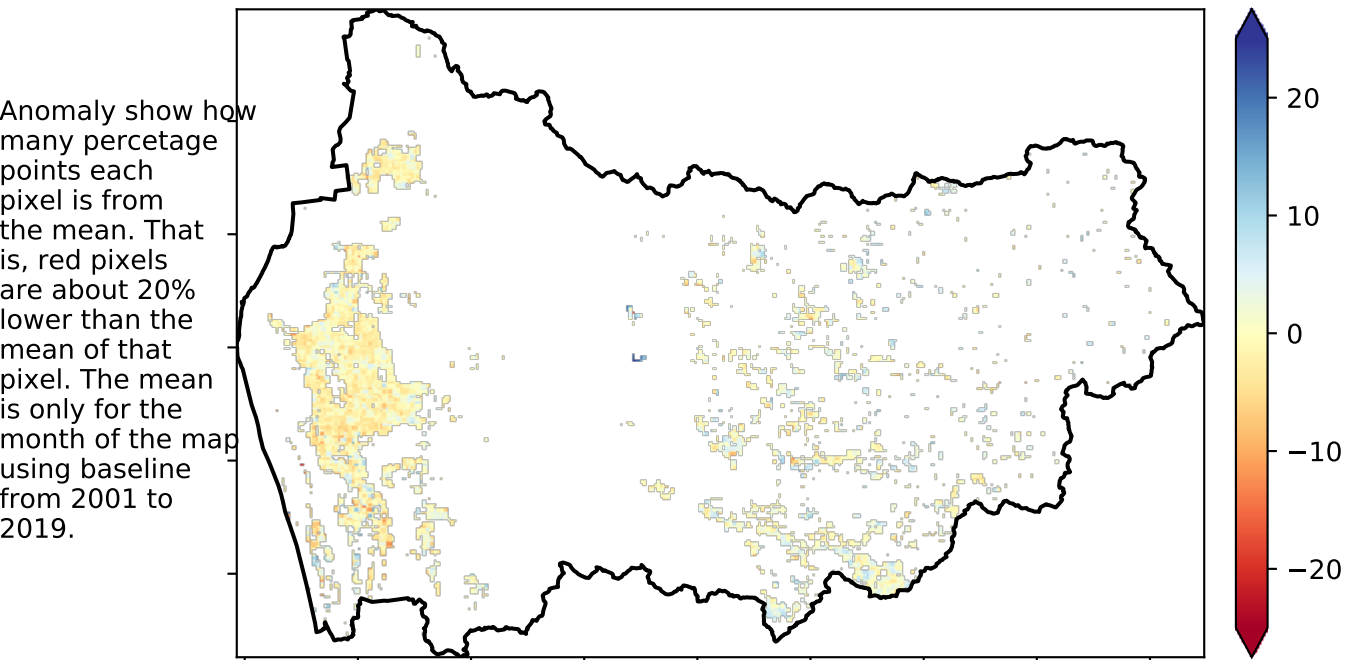 Anomaly show how
many percetage
points each
pixel is from
the mean. That
is, red pixels
are about 20%
lower than the
mean of that
pixel. The mean
is only for the
month of the map
using baseline
from 2001 to
2019.
20
10
0
−10
−20